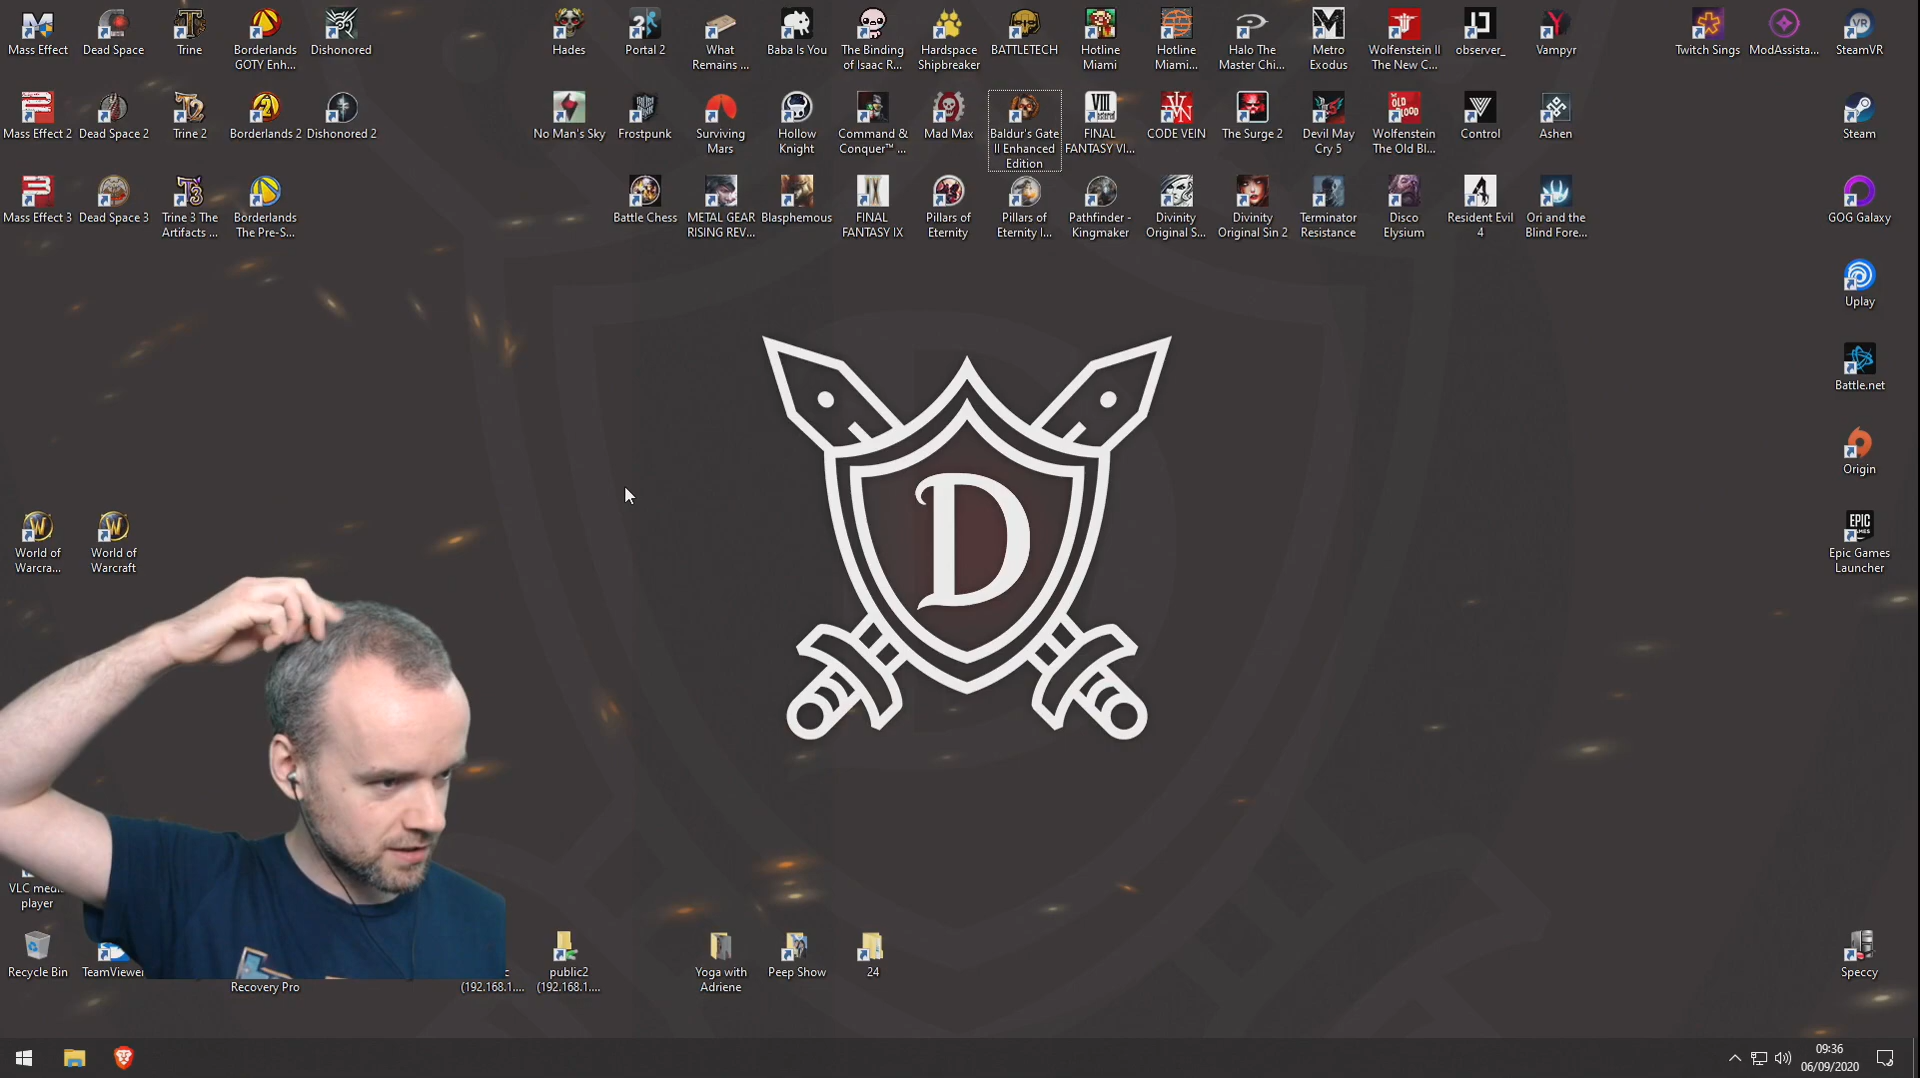 Mass Effect
Dead Space
Trine
Borderlands
GOTY Enh...
Dishonored
Hades
Portal 2
What
Remains ...
Baba Is You
The Binding
of Isaac R...
Hardspace
Shipbreaker
BATTLETECH
Hotline
Miami
Hotline
Miami...
Halo The
Master Chi...
Metro
Exodus
Wolfenstein II
The New C...
observer_
Vampyr
Twitch Sings
ModAssista...
SteamVR
Mass Effect 2
Dead Space 2
Trine 2
Borderlands 2
Dishonored 2
No Man's Sky
Frostpunk
Surviving
Mars
Hollow
Knight
Command &
Conquer™ ...
Mad Max
Baldur's Gate
II Enhanced
Edition
FINAL
FANTASY VI...
CODE VEIN
The Surge 2
Devil May
Cry 5
Wolfenstein
The Old Bl...
Control
Ashen
Steam
Mass Effect 3
Dead Space 3
Trine 3 The
Artifacts ...
Borderlands
The Pre-S...
Battle Chess
METAL GEAR
RISING REV...
Blasphemous
FINAL
FANTASY IX
Pillars of
Eternity
Pillars of
Eternity I...
Pathfinder -
Kingmaker
Divinity
Original S...
Divinity
Original Sin 2
Terminator
Resistance
Disco
Elysium
Resident Evil
4
Ori and the
Blind Fore...
GOG Galaxy
Uplay
Battle.net
Origin
D
World of
Warcra...
World of
Warcraft
EPIC
GAMES
Epic Games
Launcher
VLC med
player
Recycle Bin
TeamViewer
Recovery Pro
c
(192.168.1....
public2
(192.168.1....
Yoga with
Adriene
Peep Show
24
Speccy
09:36
06/09/2020